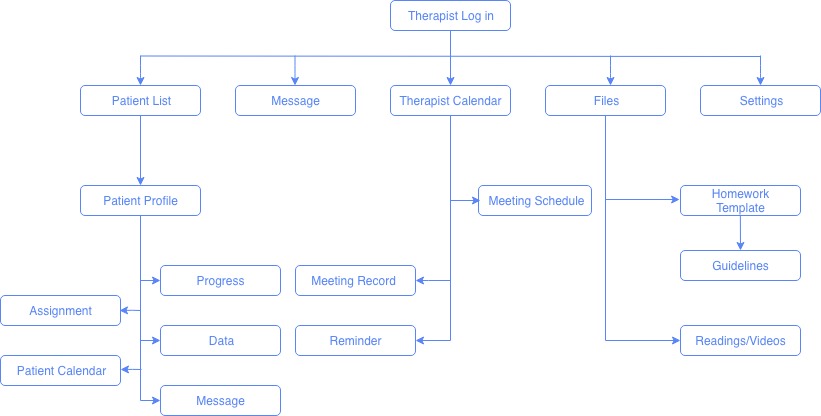 Therapist Log in
Patient List
Message
Therapist Calendar
Files
Settings
Patient Profile
Meeting Schedule
Homework
Template
Progress
Meeting Record
Guidelines
Assignment
Data
Reminder
Readings/Videos
Patient Calendar
Message